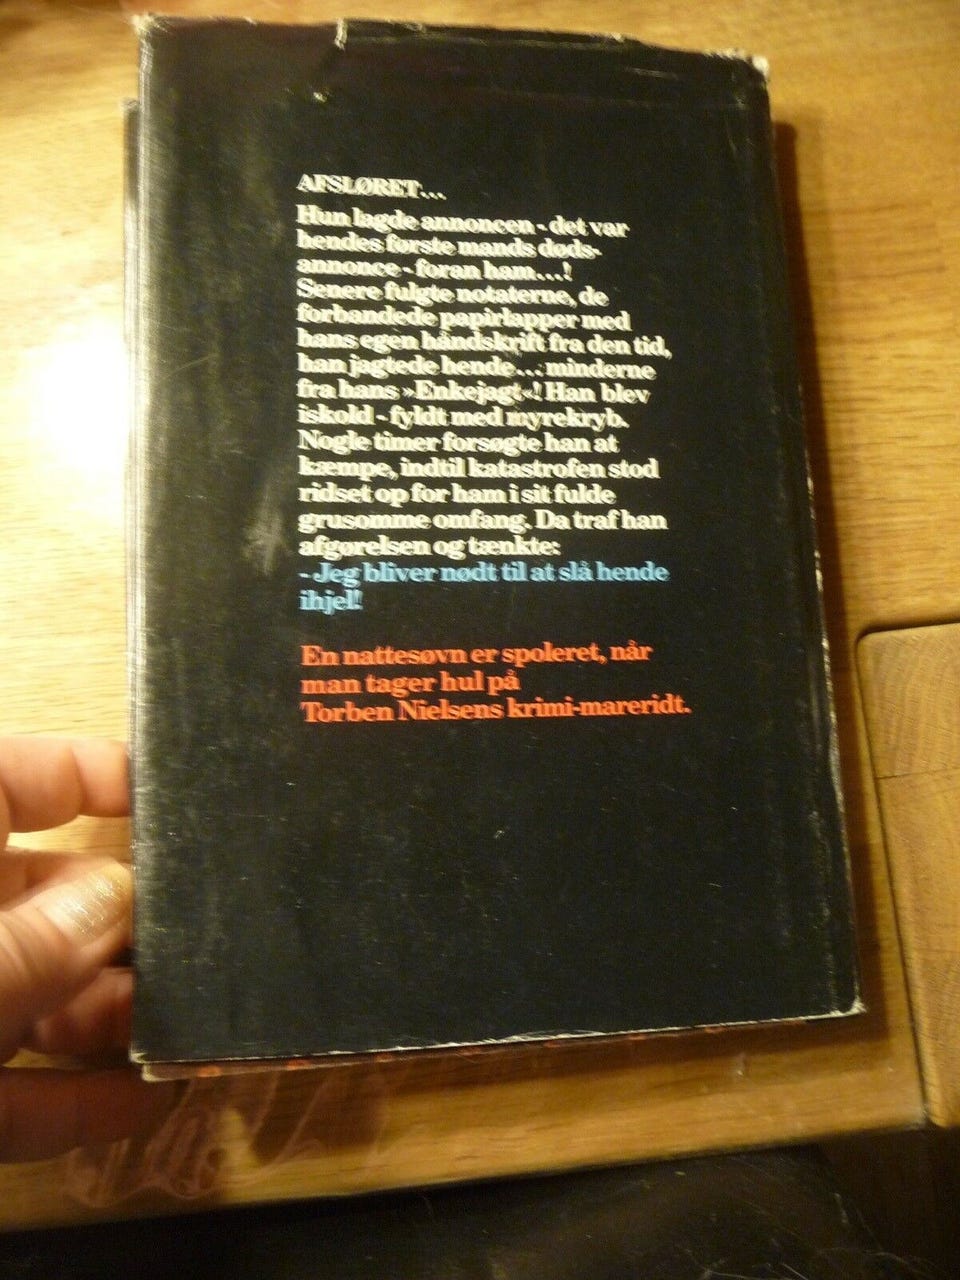 AFSLØRET...
Hun lagde annoncen - det var
hendes første mands døds-
annonce - foran ham...!
Senere fulgte notaterne, de
forbandede papirlapper med
hans egen håndskrift fra den tid,
han jagtede hende... minderne
fra hans »Enkejagt«! Han blev
iskold - fyldt med myrekryb.
Nogle timer forsøgte han at
kæmpe, indtil katastrofen stod
ridset op for ham i sit fulde
grusomme omfang. Da traf han
afgørelsen og tænkte:
- Jeg bliver nødt til at slå hende
ihjel!
En nattesøvn er spoleret, når
man tager hul på
Torben Nielsens krimi-mareridt.